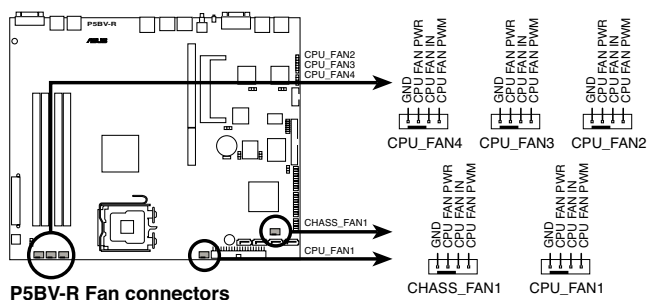 P5BV-R
ASUS
CPU_FAN2
CPU_FAN3
CPU_FAN4
GND
CPU FAN PWR
CPU FAN IN
CPU FAN PWM
CPU_FAN4
GND
CPU FAN PWR
CPU FAN IN
CPU FAN PWM
CPU_FAN3
GND
CPU FAN PWR
CPU FAN IN
CPU FAN PWM
CPU_FAN2
CHASS_FAN1
CPU_FAN1
GND
CPU FAN PWR
CPU FAN IN
CPU FAN PWM
CHASS_FAN1
GND
CPU FAN PWR
CPU FAN IN
CPU FAN PWM
CPU_FAN1
P5BV-R Fan connectors